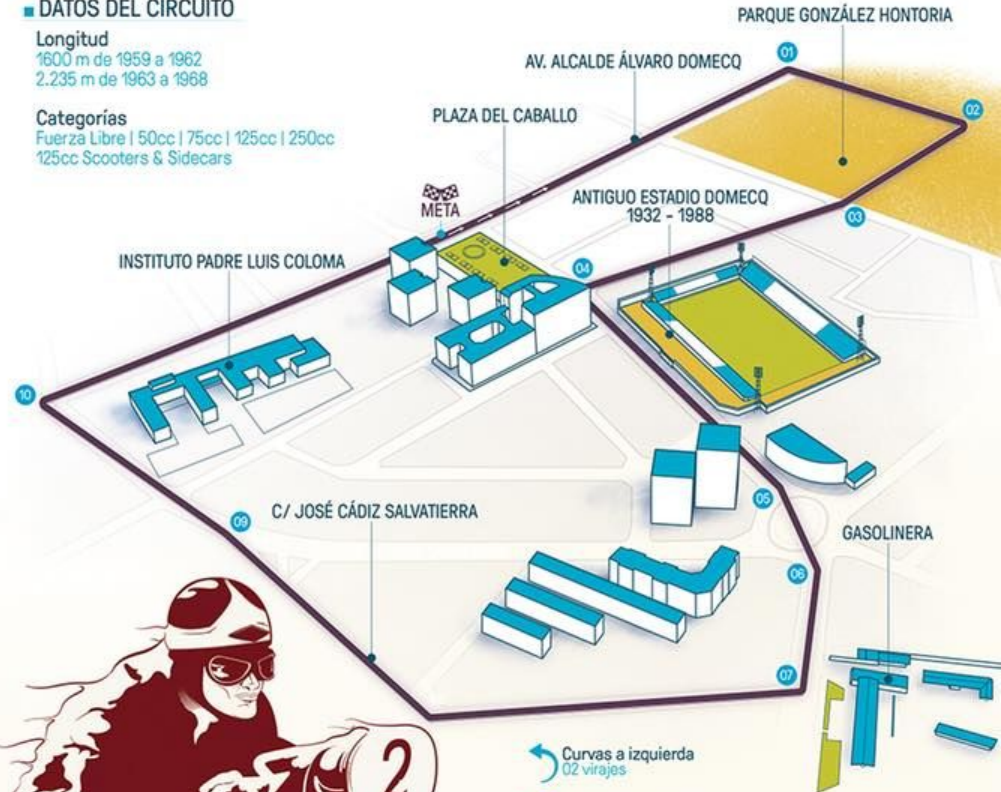 DATOS DEL CIRCUITO
Longitud
1600 m de 1959 a 1962
2.235 m de 1963 a 1968
Categorías
Fuerza Libre | 50cc | 75cc | 125cc | 250cc
125cc Scooters & Sidecars
PARQUE GONZÁLEZ HONTORIA
01
AV. ALCALDE ÁLVARO DOMECQ
02
PLAZA DEL CABALLO
ANTIGUO ESTADIO DOMECQ
1932 - 1988
META
03
INSTITUTO PADRE LUIS COLOMA
04
10
05
C/ JOSÉ CÁDIZ SALVATIERRA
09
GASOLINERA
06
07
2
Curvas a izquierda
02 virajes